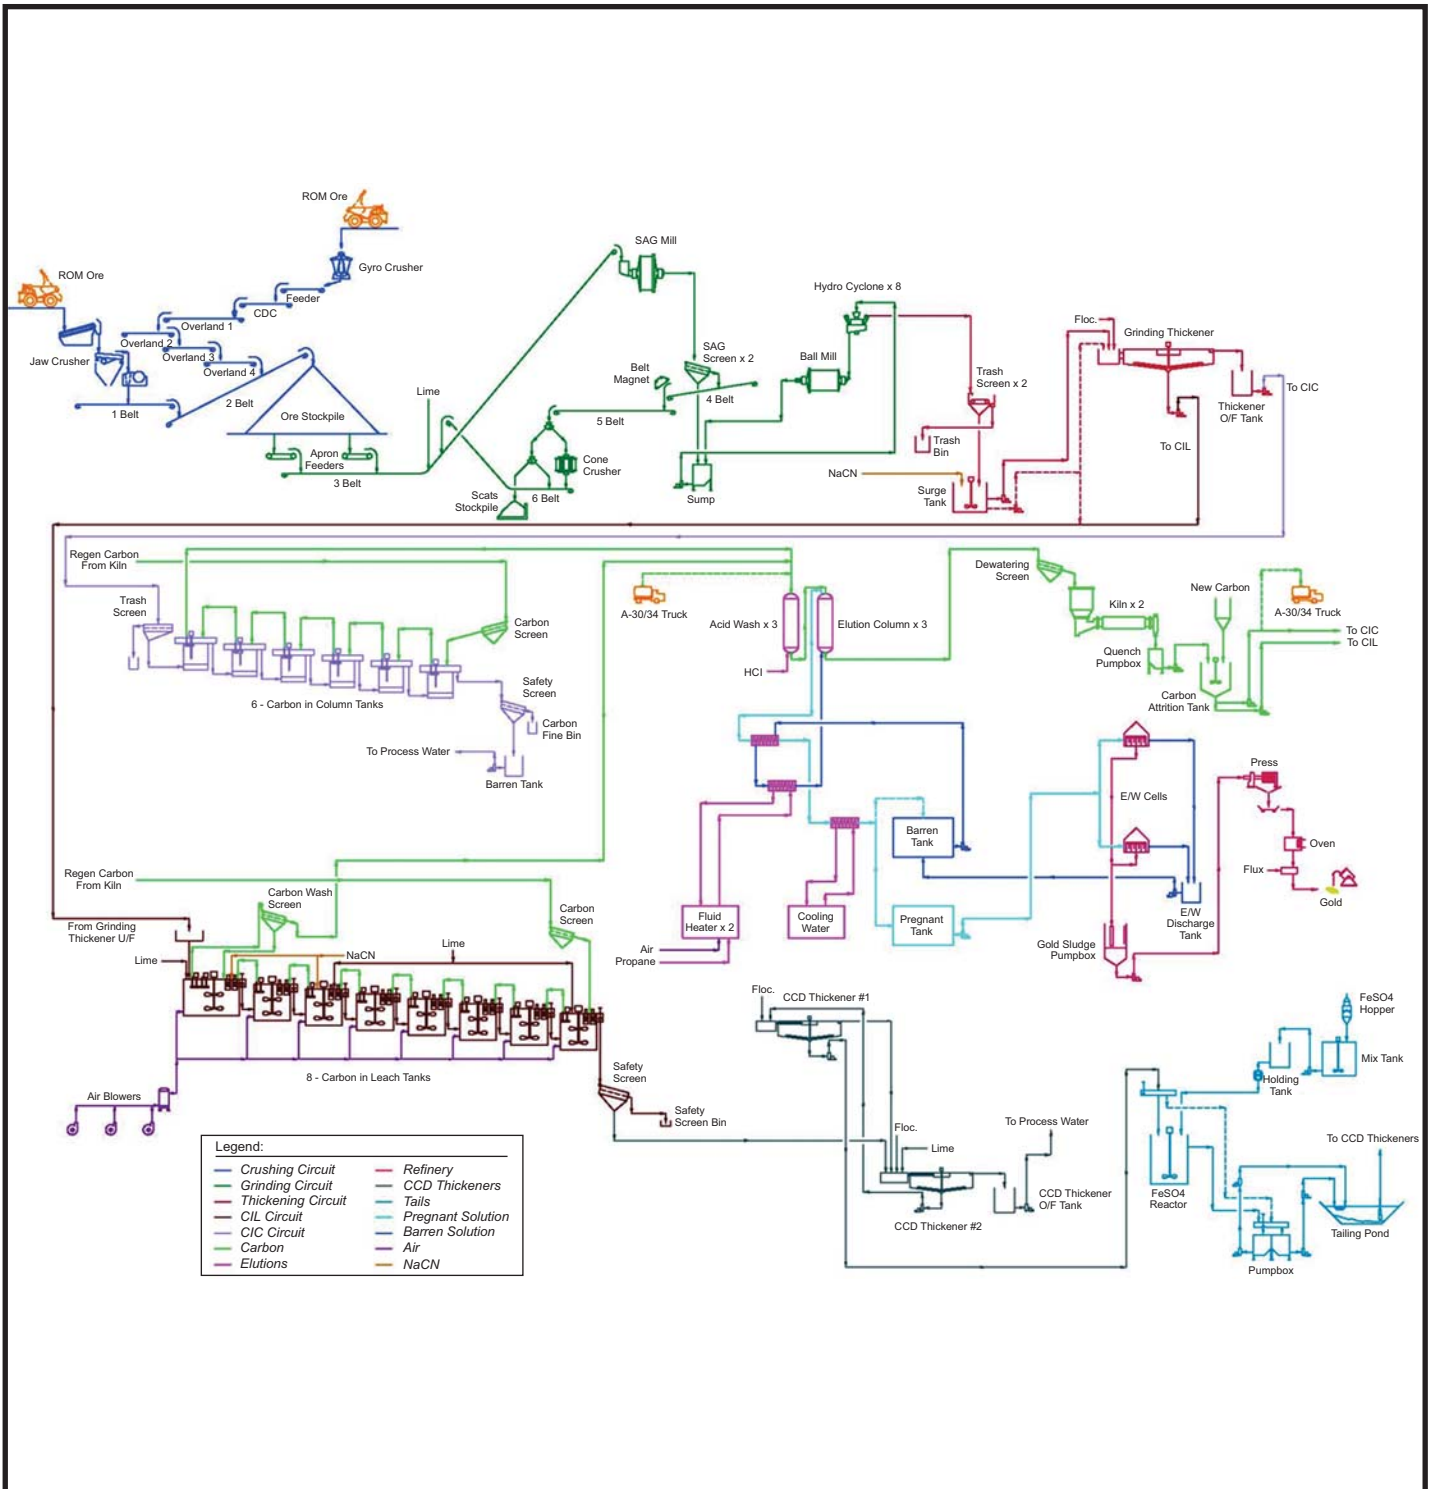 ROM Ore
Gyro Crusher
Feeder
CDC
Overland 1
ROM Ore
Overland 2
Overland 3
Overland 4
Jaw Crusher
1 Belt
2 Belt
Ore Stockpile
Apron
Feeders
3 Belt
Lime
SAG Mill
SAG
Screen x 2
Belt
Magnet
4 Belt
5 Belt
Cone
Crusher
6 Belt
Scats
Stockpile
Sump
Ball Mill
Hydro Cyclone x 8
Trash
Screen x 2
Trash
Bin
NaCN
Surge
Tank
Floc.
Grinding Thickener
Thickener
O/F Tank
To CIC
To CIL
Regen Carbon
From Kiln
Trash
Screen
Carbon
Screen
6 - Carbon in Column Tanks
Safety
Screen
Carbon
Fine Bin
To Process Water
Barren Tank
A-30/34 Truck
Acid Wash x 3
Elution Column x 3
HCI
Dewatering
Screen
Kiln x 2
Quench
Pumpbox
New Carbon
Carbon
Attrition Tank
A-30/34 Truck
To CIC
To CIL
Fluid
Heater x 2
Air
Propane
Cooling
Water
Barren
Tank
Pregnant
Tank
E/W Cells
E/W
Discharge
Tank
Gold Sludge
Pumpbox
Press
Oven
Flux
Gold
Regen Carbon
From Kiln
Carbon Wash
Screen
Carbon
Screen
From Grinding
Thickener U/F
Lime
NaCN
Lime
8 - Carbon in Leach Tanks
Air Blowers
Safety
Screen
Safety
Screen Bin
Floc.
CCD Thickener #1
Floc.
Lime
To Process Water
CCD Thickener
O/F Tank
CCD Thickener #2
FeSO4
Hopper
Mix Tank
Holding
Tank
FeSO4
Reactor
To CCD Thickeners
Tailing Pond
Pumpbox
Legend:
Crushing Circuit
Grinding Circuit
Thickening Circuit
CIL Circuit
CIC Circuit
Carbon
Elutions
Refinery
CCD Thickeners
Tails
Pregnant Solution
Barren Solution
Air
NaCN